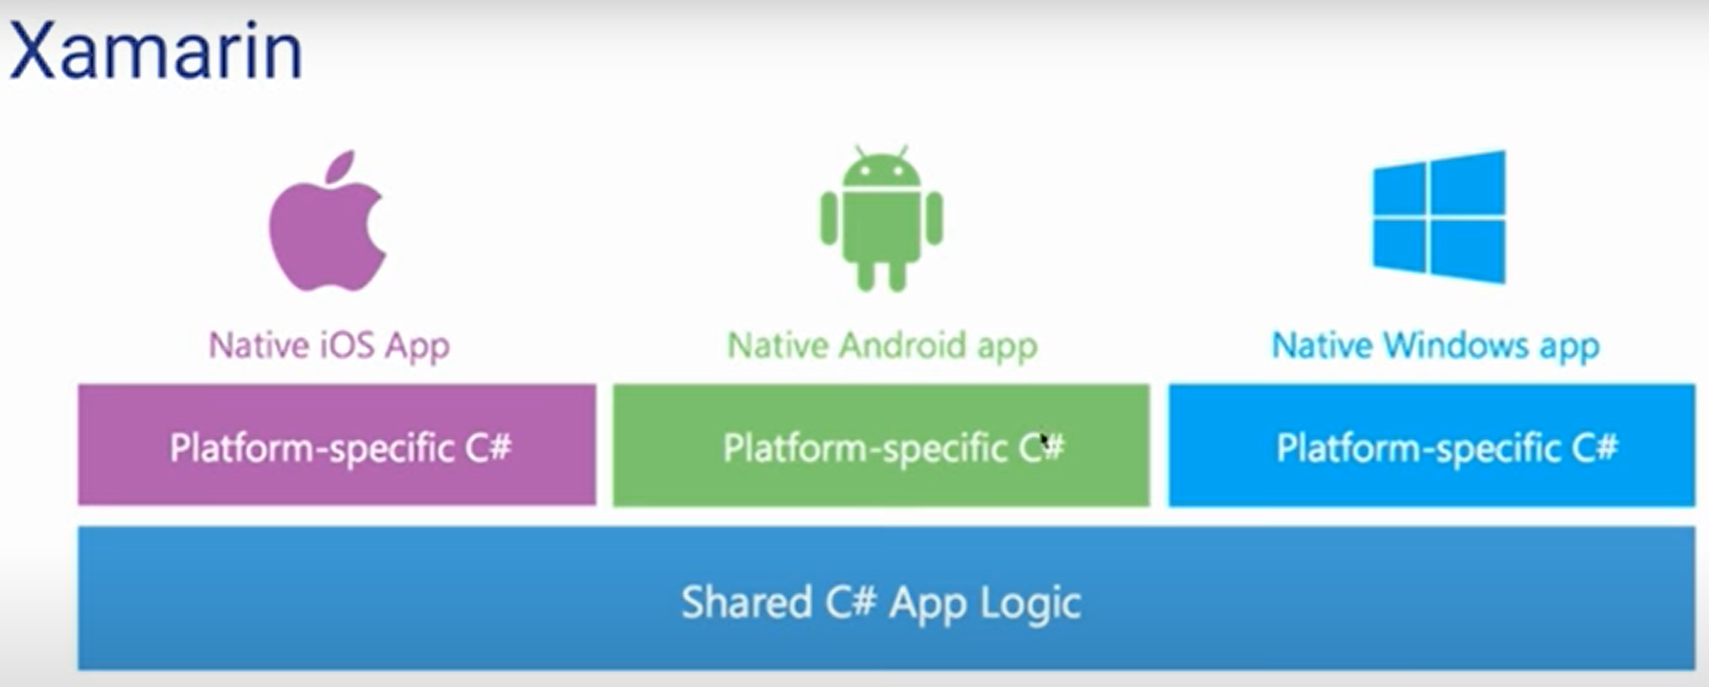 Xamarin
Native iOS App
Native Android app
Native Windows app
Platform-specific C#
Platform-specific C#
Platform-specific C#
Shared C# App Logic